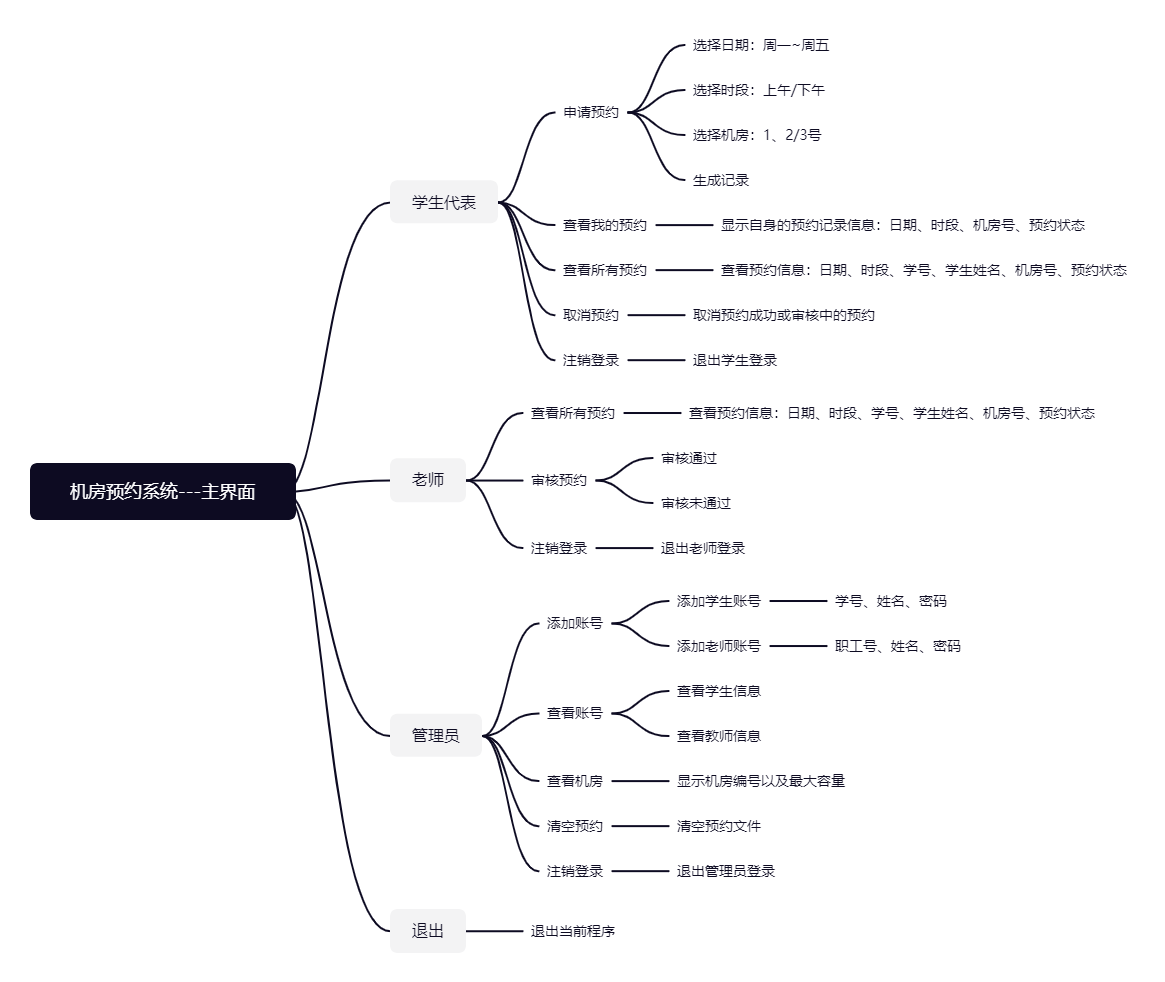 机房预约系统---主界面
学生代表
申请预约
选择日期：周一~周五
选择时段：上午/下午
选择机房：1、2/3号
生成记录
查看我的预约
显示自身的预约记录信息：日期、时段、机房号、预约状态
查看所有预约
查看预约信息：日期、时段、学号、学生姓名、机房号、预约状态
取消预约
取消预约成功或审核中的预约
注销登录
退出学生登录
老师
查看所有预约
查看预约信息：日期、时段、学号、学生姓名、机房号、预约状态
审核预约
审核通过
审核未通过
注销登录
退出老师登录
管理员
添加账号
添加学生账号
学号、姓名、密码
添加老师账号
职工号、姓名、密码
查看账号
查看学生信息
查看教师信息
查看机房
显示机房编号以及最大容量
清空预约
清空预约文件
注销登录
退出管理员登录
退出
退出当前程序